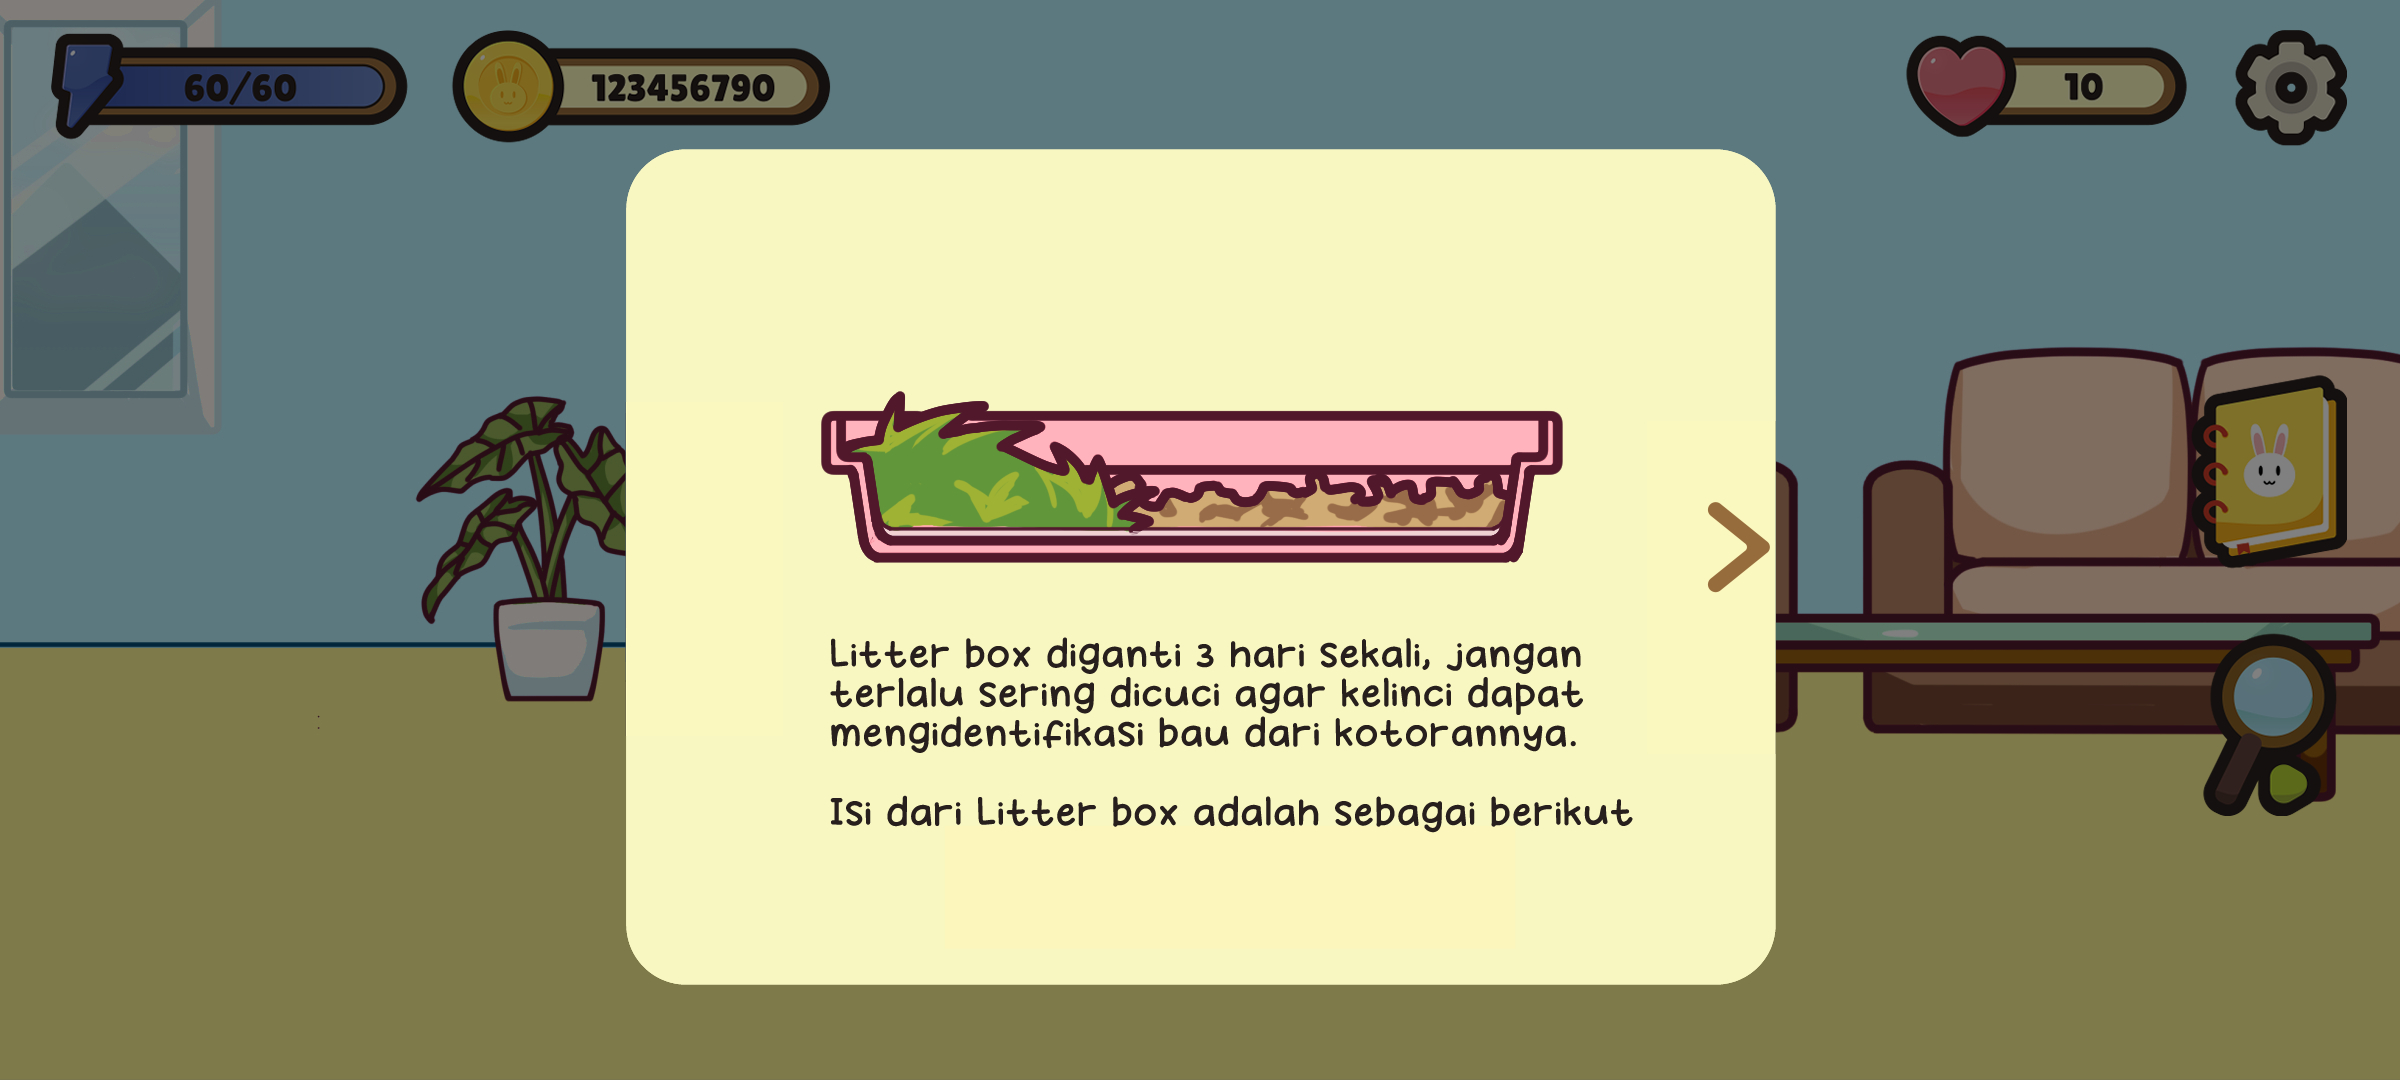 60/60
123456790
10
Litter box diganti 3 hari sekali, jangan
terlalu sering dicuci agar kelinci dapat
mengidentifikasi bau dari kotorannya.
Isi dari Litter box adalah sebagai berikut